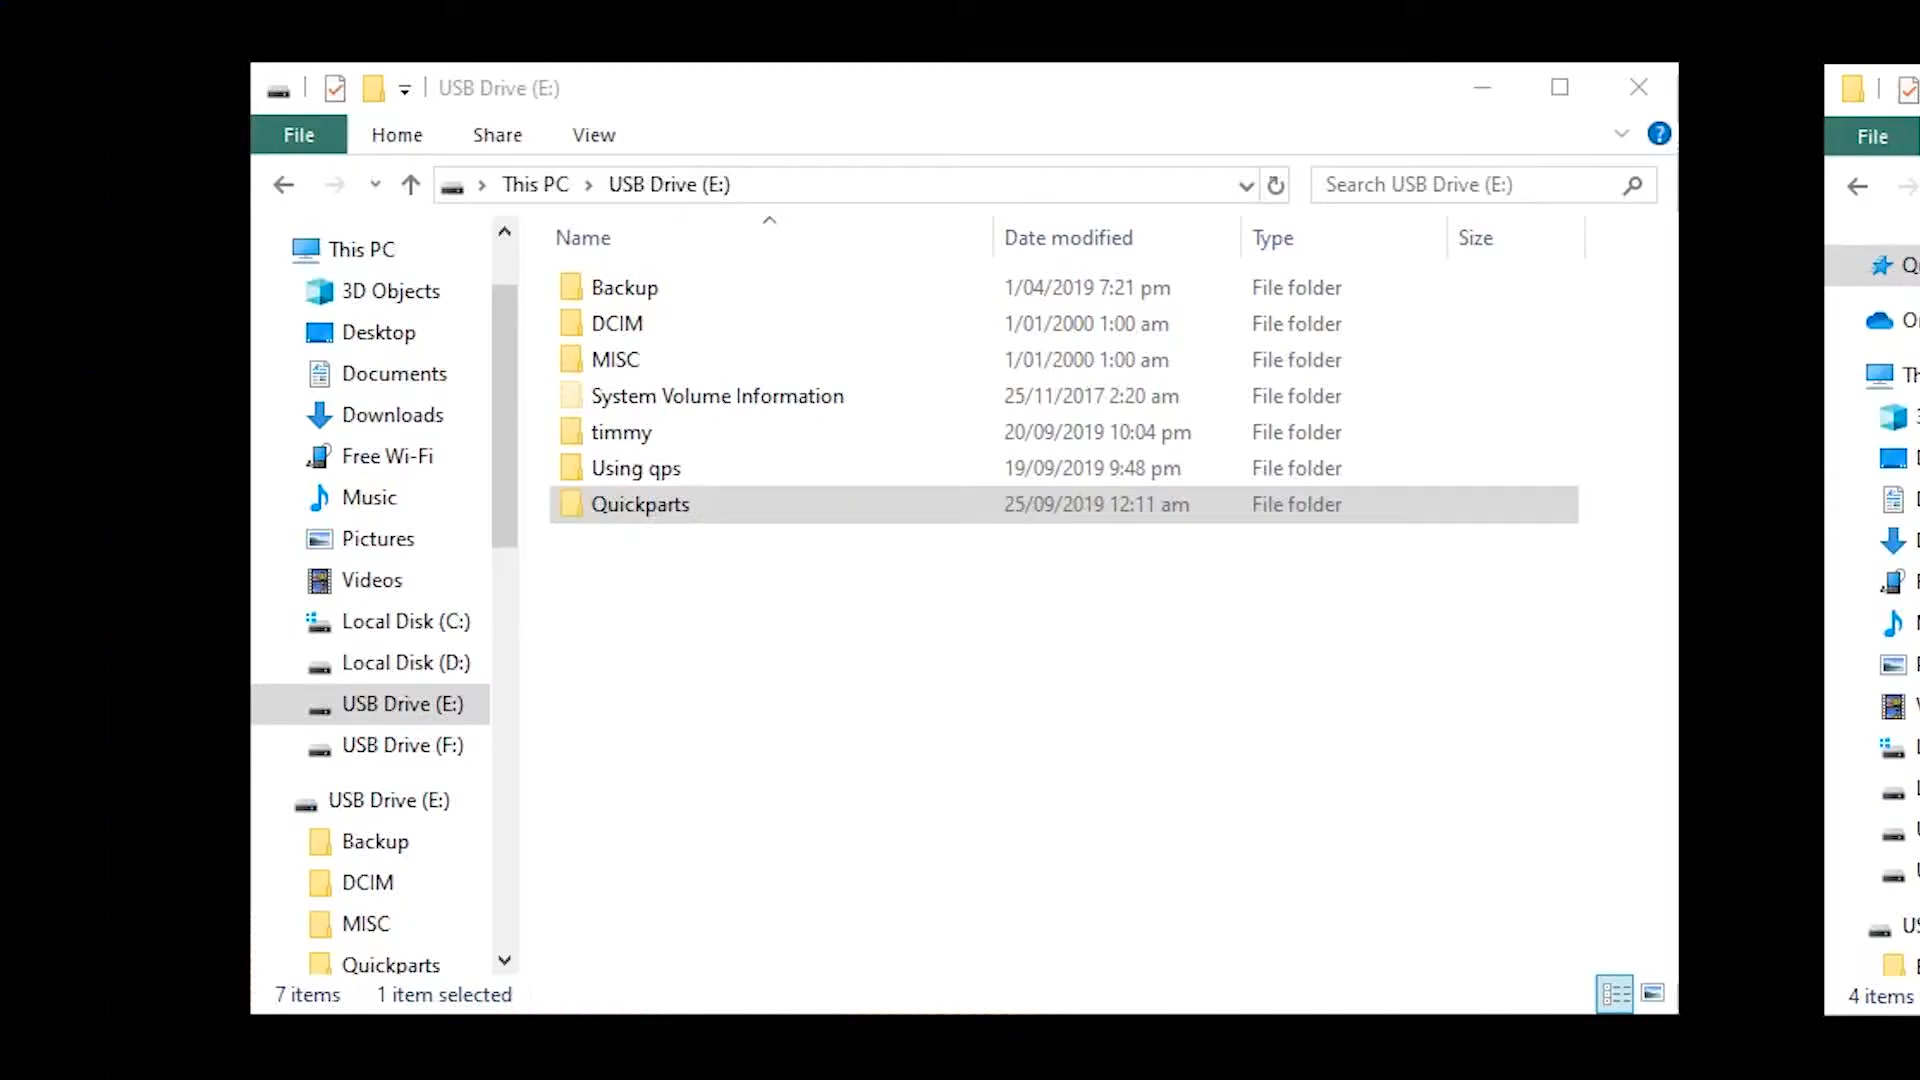 USB Drive (E:)
File Home Share View
This PC USB Drive (E:)
Search USB Drive (E:)
Name Date modified Type Size
Backup 1/04/2019 7:21 pm File folder
DCIM 1/01/2000 1:00 am File folder
MISC 1/01/2000 1:00 am File folder
System Volume Information 25/11/2017 2:20 am File folder
timmy 20/09/2019 10:04 pm File folder
Using qps 19/09/2019 9:48 pm File folder
Quickparts 25/09/2019 12:11 am File folder
This PC
3D Objects
Desktop
Documents
Downloads
Free Wi-Fi
Music
Pictures
Videos
Local Disk (C:)
Local Disk (D:)
USB Drive (E:)
USB Drive (F:)
USB Drive (E:)
Backup
DCIM
MISC
Quickparts
7 items 1 item selected
File
4 items